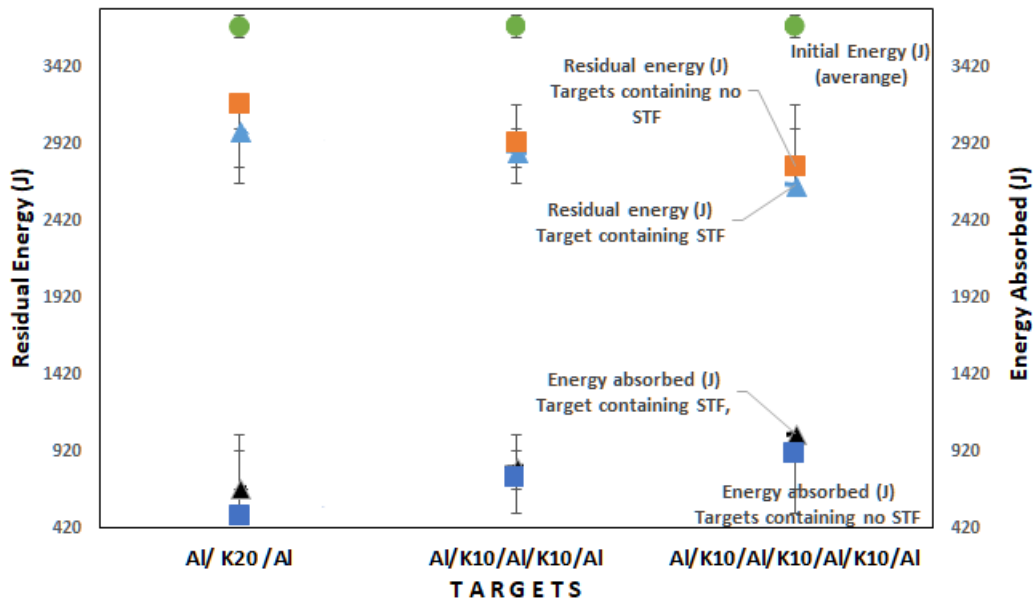 Initial Energy (J)
(averange)
Residual energy (J)
Targets containing no
STF
Residual energy (J)
Target containing STF
Energy absorbed (J)
Target containing STF,
Energy absorbed (J)
Targets containing no STF
Residual Energy (J)
3420
2920
2420
1920
1420
920
420
Energy Absorbed (J)
3420
2920
2420
1920
1420
920
420
Al/ K20 /Al
Al/K10/Al/K10/Al
Al/K10/Al/K10/Al/K10/Al
TARGETS